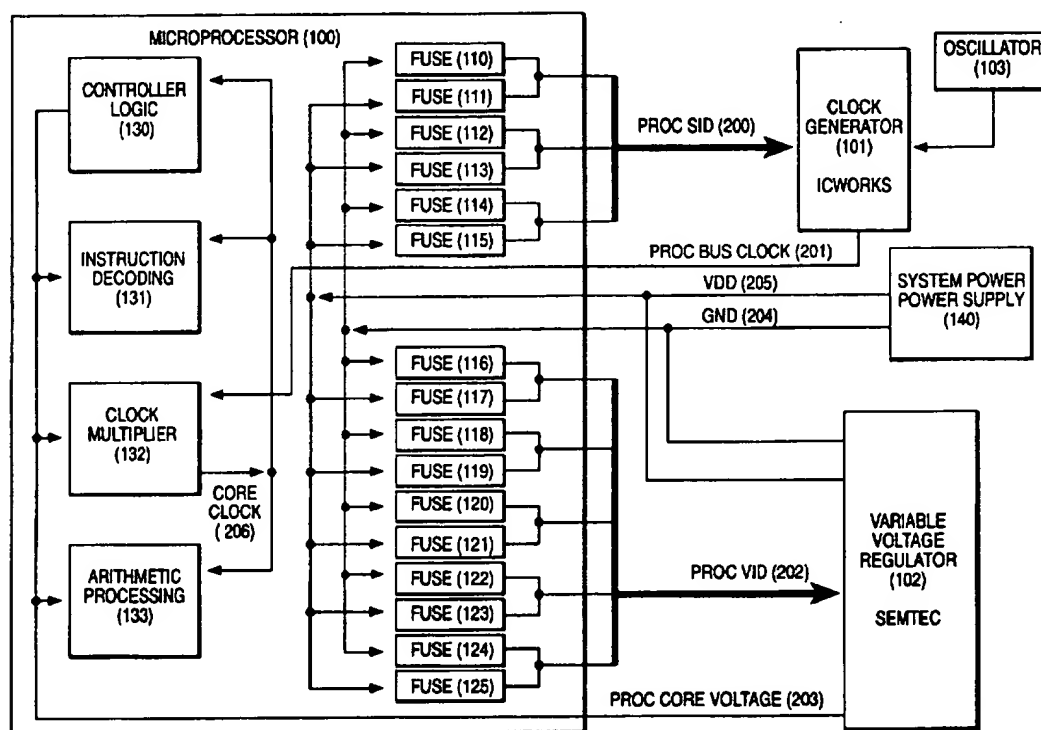 MICROPROCESSOR (100)
CONTROLLER
LOGIC
(130)
INSTRUCTION
DECODING
(131)
CLOCK
MULTIPLIER
(132)
CORE
CLOCK
( 206)
ARITHMETIC
PROCESSING
(133)
FUSE (110)
FUSE (111)
FUSE (112)
FUSE (113)
FUSE (114)
FUSE (115)
FUSE (116)
FUSE (117)
FUSE (118)
FUSE (119)
FUSE (120)
FUSE (121)
FUSE (122)
FUSE (123)
FUSE (124)
FUSE (125)
PROC SID (200)
CLOCK
GENERATOR
(101)
ICWORKS
OSCILLATOR
(103)
PROC BUS CLOCK (201)
VDD (205)
GND (204)
SYSTEM POWER
POWER SUPPLY
(140)
PROC VID (202)
VARIABLE
VOLTAGE
REGULATOR
(102)
SEMTEC
PROC CORE VOLTAGE (203)